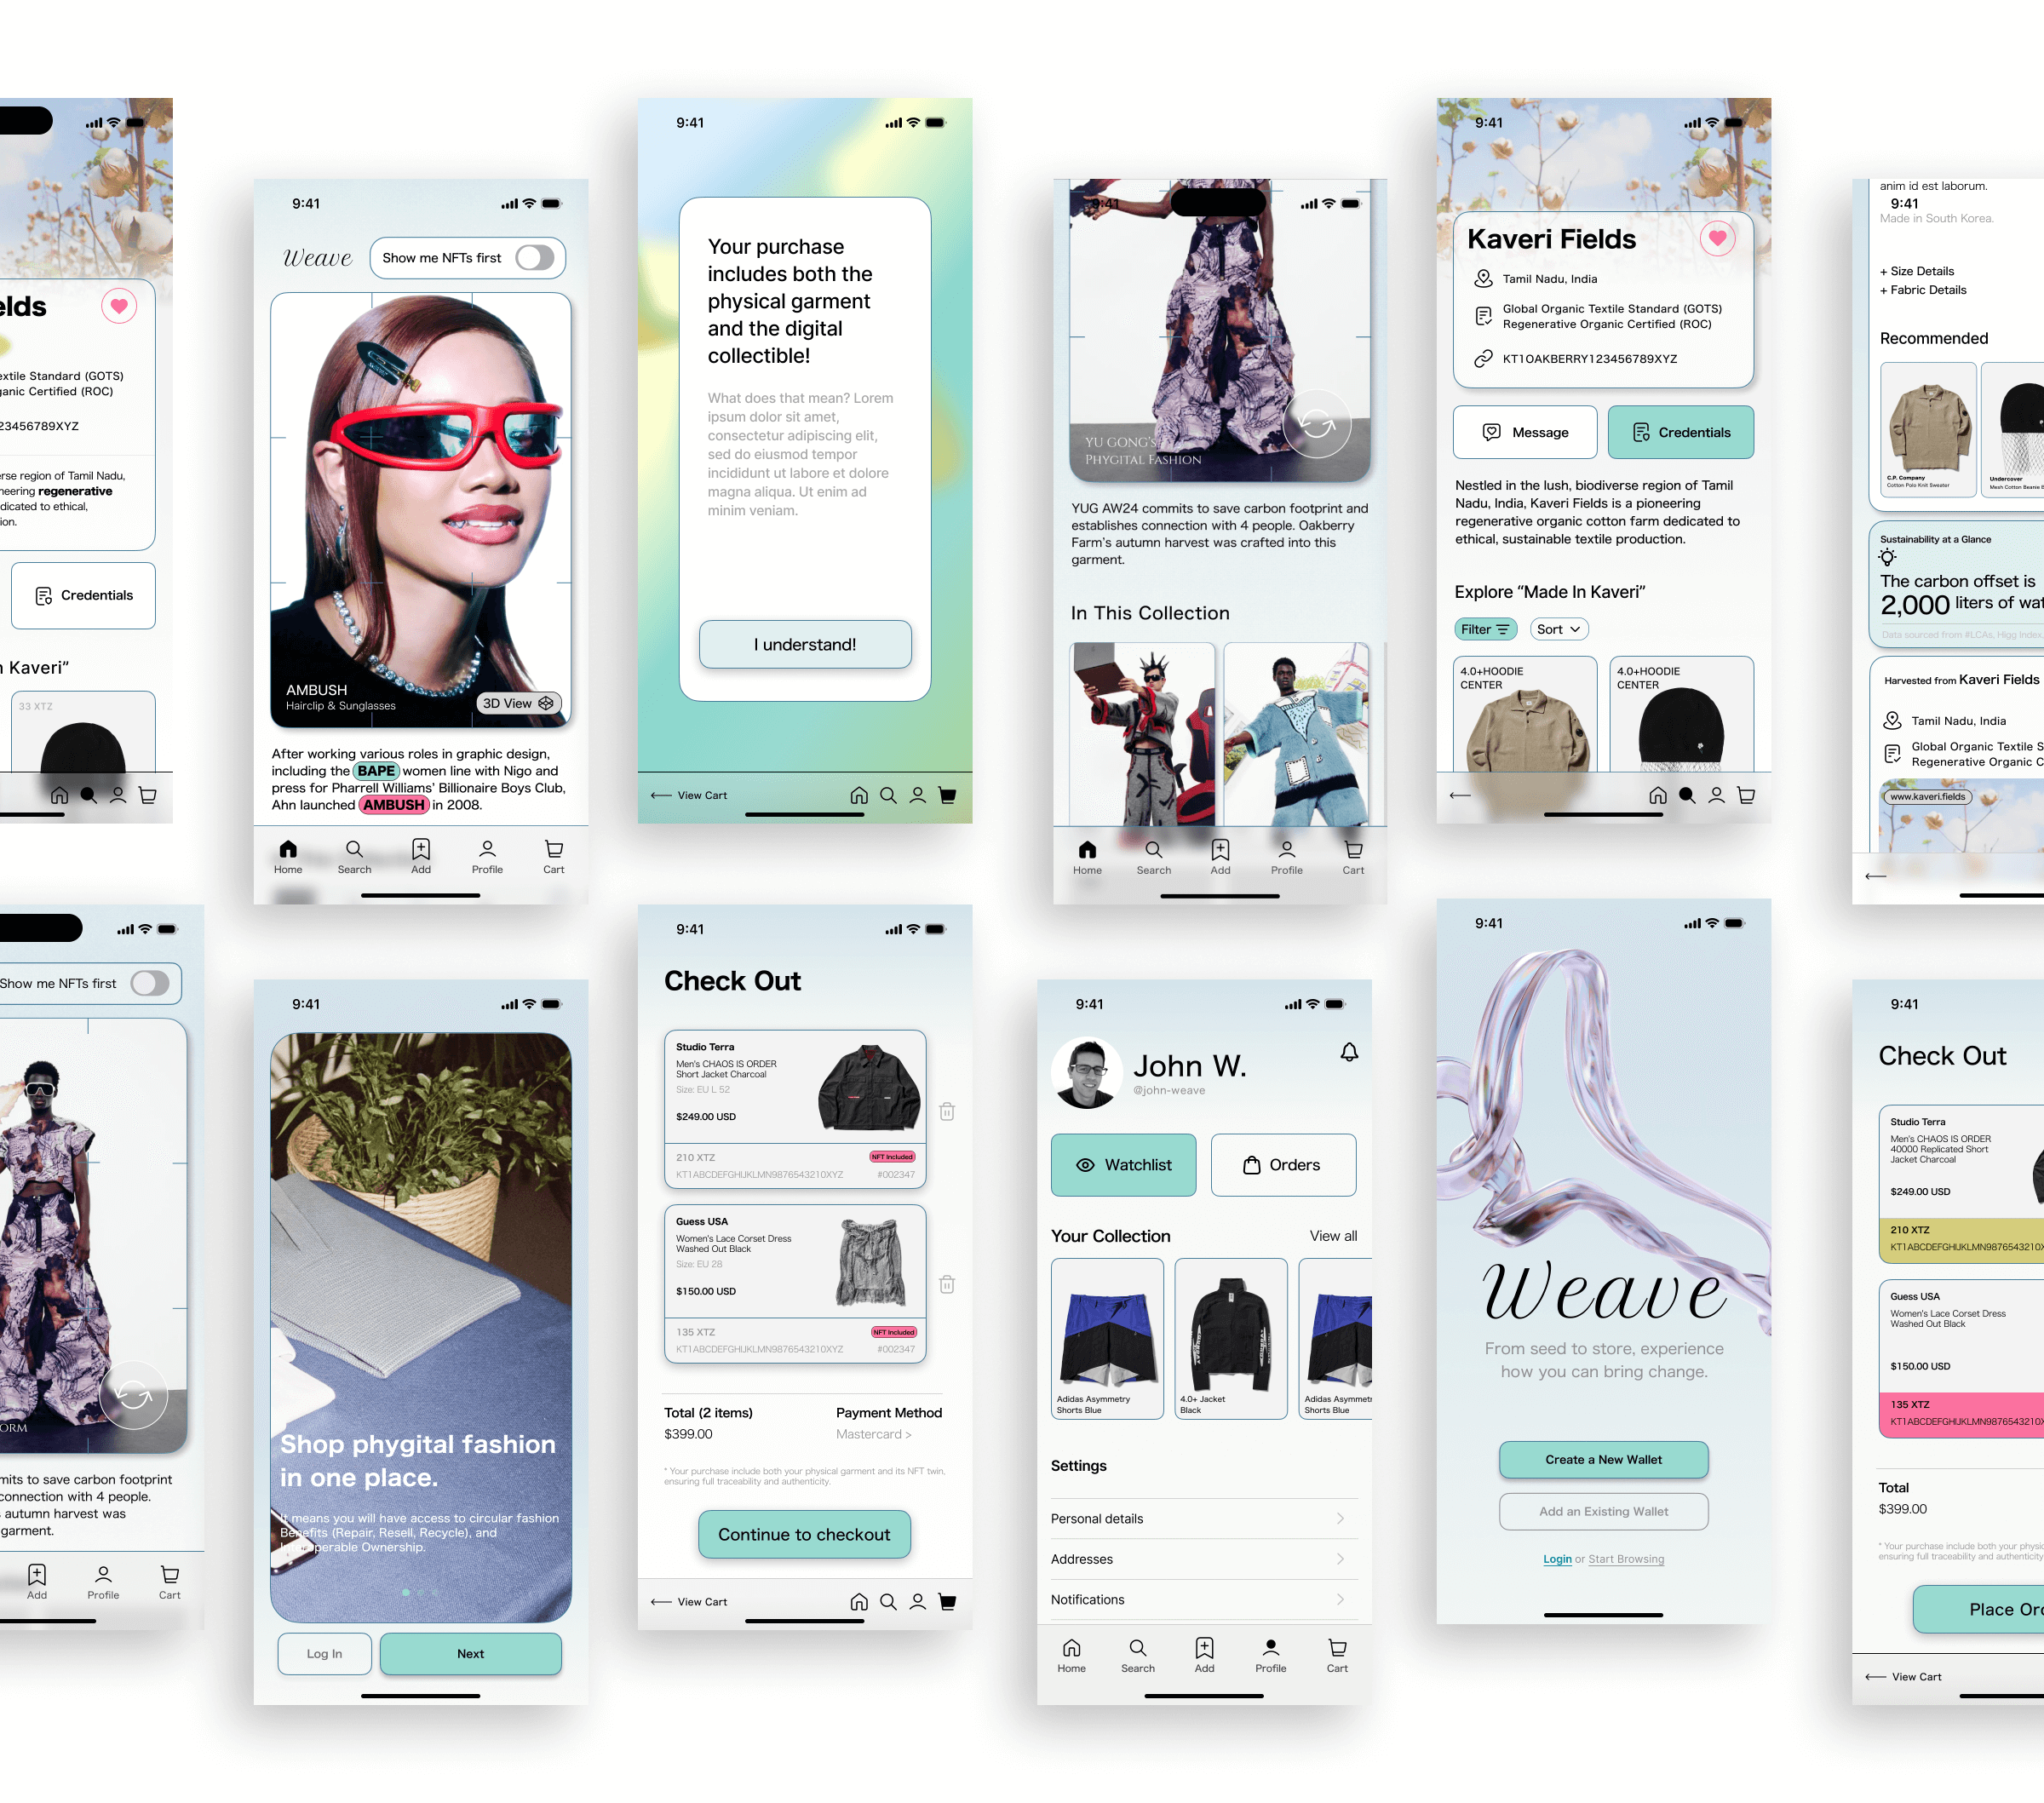 elds
extile Standard (GOTS)
ganic Certified (ROC)
23456789XYZ
erse region of Tamil Nadu,
neering regenerative
dicated to ethical,
ion.
Credentials
n Kaveri”
33 XTZ
9:41
Weave
Show me NFTs first
AMBUSH
Hairclip & Sunglasses
3D View
After working various roles in graphic design,
including the BAPE women line with Nigo and
press for Pharrell Williams' Billionaire Boys Club,
Ahn launched AMBUSH in 2008.
Home
Search
Add
Profile
Cart
9:41
Your purchase
includes both the
physical garment
and the digital
collectible!
What does that mean? Lorem
ipsum dolor sit amet,
consectetur adipiscing elit,
sed do eiusmod tempor
incididunt ut labore et dolore
magna aliqua. Ut enim ad
minim veniam.
I understand!
View Cart
9:41
YU GONG'S
PHYGITAL FASHION
YUG AW24 commits to save carbon footprint and
establishes connection with 4 people. Oakberry
Farm's autumn harvest was crafted into this
garment.
In This Collection
Home
Search
Add
Profile
Cart
9:41
Kaveri Fields
Tamil Nadu, India
Global Organic Textile Standard (GOTS)
Regenerative Organic Certified (ROC)
KT1OAKBERRY123456789XYZ
Message
Credentials
Nestled in the lush, biodiverse region of Tamil
Nadu, India, Kaveri Fields is a pioneering
regenerative organic cotton farm dedicated to
ethical, sustainable textile production.
Explore “Made In Kaveri”
Filter
Sort
4.0+HOODIE
CENTER
4.0+HOODIE
CENTER
anim id est laborum.
9:41
Made in South Korea.
+ Size Details
+ Fabric Details
Recommended
C.P. Company
Cotton Polo Knit Sweater
Undercover
Mesh Cotton Beanie B
Sustainability at a Glance
The carbon offset is
2,000 liters of wat
Data sourced from #LCAs, Higg Index,
Harvested from Kaveri Fields
Tamil Nadu, India
Global Organic Textile S
Regenerative Organic C
www.kaveri.fields
Show me NFTs first
ORM
mits to save carbon footprint
connection with 4 people.
s autumn harvest was
garment.
Add
Profile
Cart
9:41
Shop phygital fashion
in one place.
It means you will have access to circular fashion
Benefits (Repair, Resell, Recycle), and
Interoperable Ownership.
Log In
Next
9:41
Check Out
Studio Terra
Men's CHAOS IS ORDER
Short Jacket Charcoal
Size: EU L 52
$249.00 USD
210 XTZ
NFT Included
KT1ABCDEFGHIJKLMN9876543210XYZ
#002347
Guess USA
Women's Lace Corset Dress
Washed Out Black
Size: EU 28
$150.00 USD
135 XTZ
NFT Included
KT1ABCDEFGHIJKLMN9876543210XYZ
#002347
Total (2 items)
Payment Method
$399.00
Mastercard >
* Your purchase include both your physical garment and its NFT twin,
ensuring full traceability and authenticity.
Continue to checkout
View Cart
9:41
John W.
@john-weave
Watchlist
Orders
Your Collection
View all
Adidas Asymmetry
Shorts Blue
4.0+ Jacket
Black
Adidas Asymmetr
Shorts Blue
Settings
Personal details
Addresses
Notifications
Home
Search
Add
Profile
Cart
9:41
Weave
From seed to store, experience
how you can bring change.
Create a New Wallet
Add an Existing Wallet
Login or Start Browsing
9:41
Check Out
Studio Terra
Men's CHAOS IS ORDER
40000 Replicated Short
Jacket Charcoal
$249.00 USD
210 XTZ
KT1ABCDEFGHIJKLMN9876543210X
Guess USA
Women's Lace Corset Dress
Washed Out Black
$150.00 USD
135 XTZ
KT1ABCDEFGHIJKLMN9876543210X
Total
$399.00
* Your purchase include both your physic
ensuring full traceability and authenticity
Place Or
View Cart